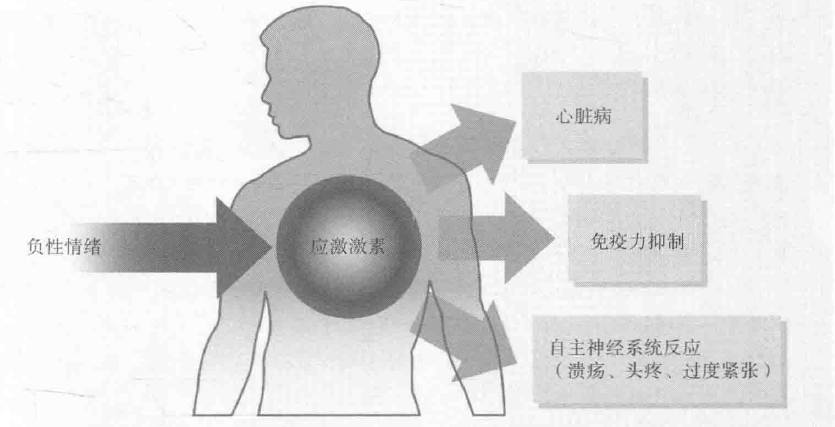 心脏病
负性情绪
应激激素
免疫力抑制
自主神经系统反应
（溃疡、头疼、过度紧张）